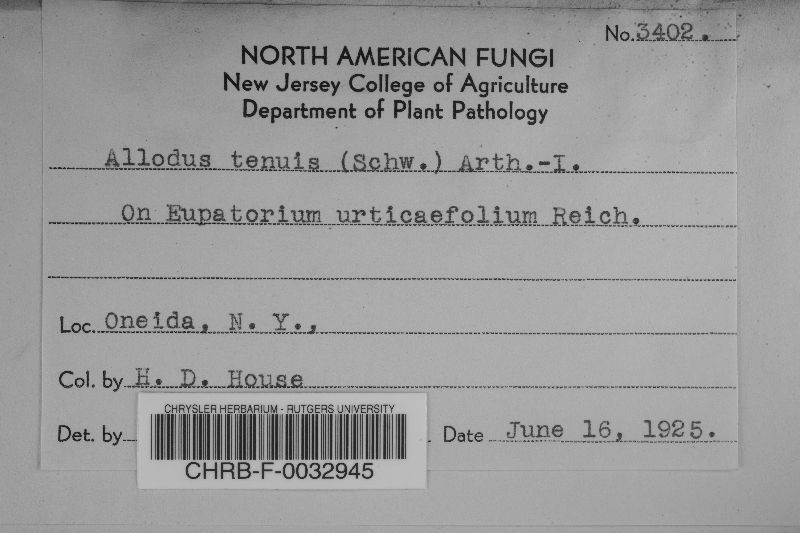 No. 3402.
NORTH AMERICAN FUNGI
New Jersey College of Agriculture
Department of Plant Pathology
Allodus tenuis (Schw.) Arth.-I.
On Eupatorium urticaefolium Reich.
Loc. Oneida, N. Y.,
Col. by H. D. House
Det. by
Date June 16, 1925.
CHRYSLER HERBARIUM - RUTGERS UNIVERSITY
CHRB-F-0032945